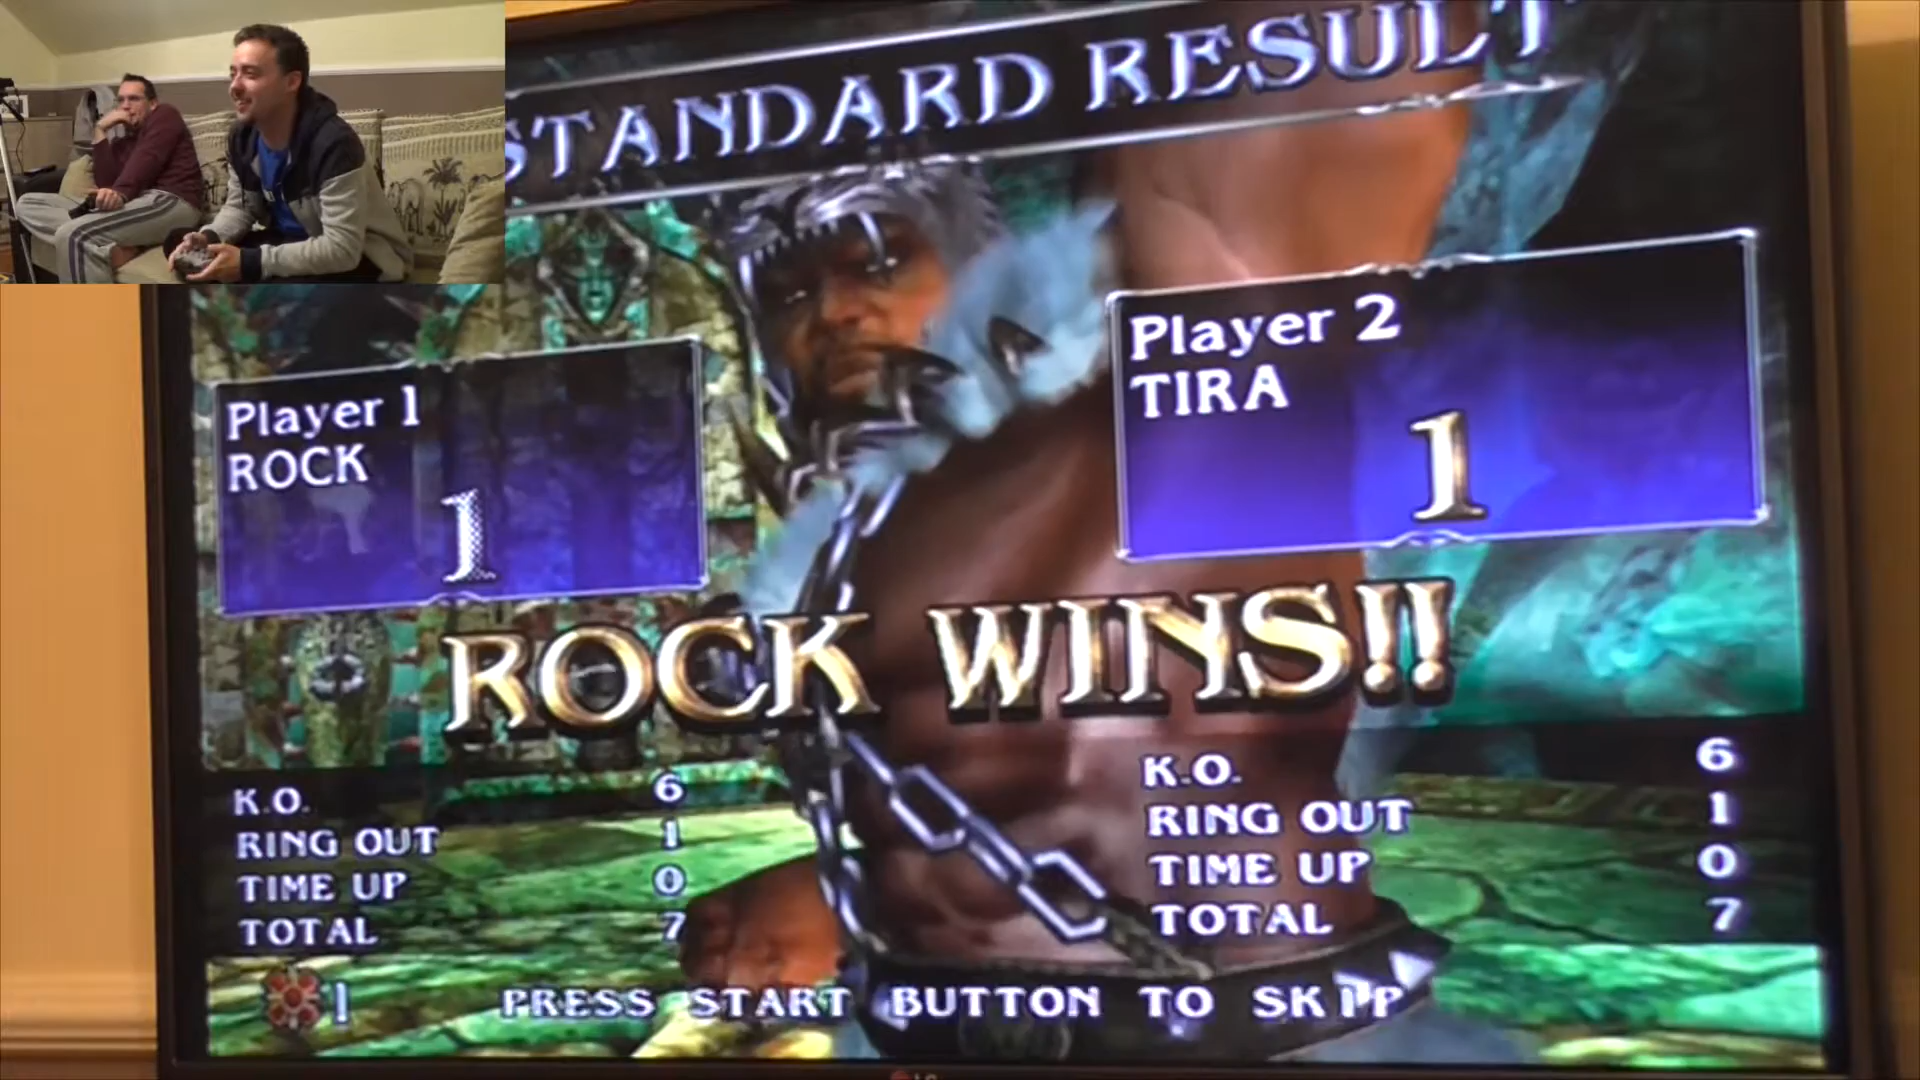 STANDARD RESULT
Player 1
ROCK
1
Player 2
TIRA
1
ROCK WINS!!
K.O. 6
RING OUT 1
TIME UP 0
TOTAL 7
K.O. 6
RING OUT 1
TIME UP 0
TOTAL 7
1
PRESS START BUTTON TO SKIP